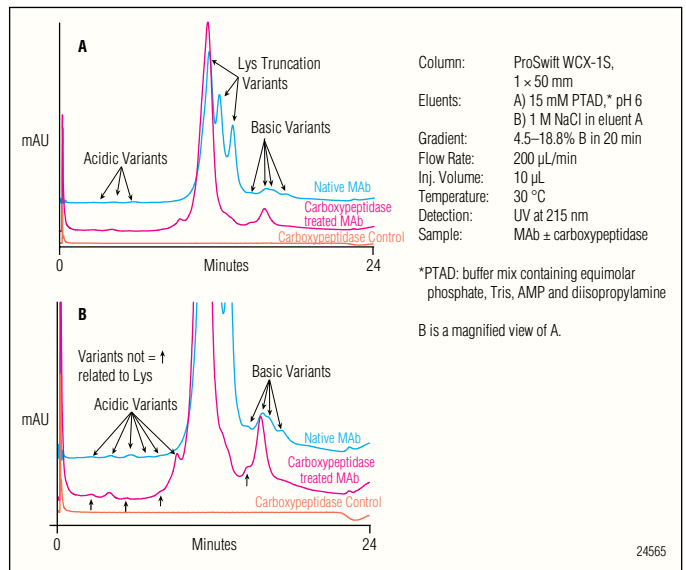 A
Lys Truncation
Variants
Acidic Variants
Basic Variants
mAU
Native MAb
Carboxypeptidase
treated MAb
Carboxypeptidase Control
0
Minutes
24
B
Variants not = ↑
related to Lys
Acidic Variants
Basic Variants
mAU
Native MAb
Carboxypeptidase
treated MAb
Carboxypeptidase Control
0
Minutes
24
Column: ProSwift WCX-1S,
1 × 50 mm
Eluents: A) 15 mM PTAD,* pH 6
B) 1 M NaCl in eluent A
Gradient: 4.5–18.8% B in 20 min
Flow Rate: 200 µL/min
Inj. Volume: 10 µL
Temperature: 30 °C
Detection: UV at 215 nm
Sample: MAb ± carboxypeptidase
*PTAD: buffer mix containing equimolar
phosphate, Tris, AMP and diisopropylamine
B is a magnified view of A.
24565